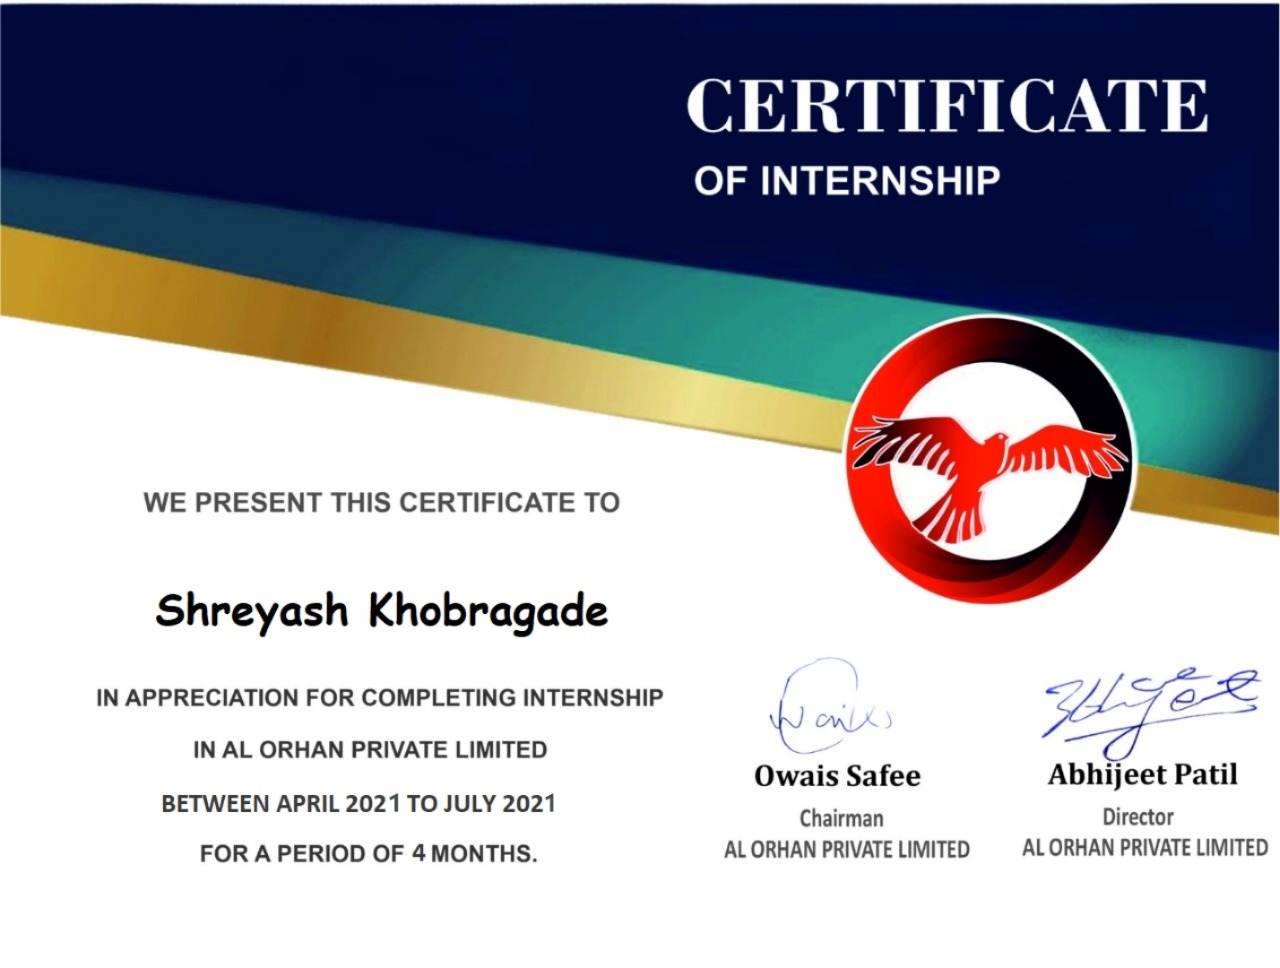 CERTIFICATE
OF INTERNSHIP
WE PRESENT THIS CERTIFICATE TO
Shreyash Khobragade
IN APPRECIATION FOR COMPLETING INTERNSHIP
IN AL ORHAN PRIVATE LIMITED
BETWEEN APRIL 2021 TO JULY 2021
FOR A PERIOD OF 4 MONTHS.
Owais Safee
Chairman
AL ORHAN PRIVATE LIMITED
Abhijeet
Abhijeet Patil
Director
AL ORHAN PRIVATE LIMITED